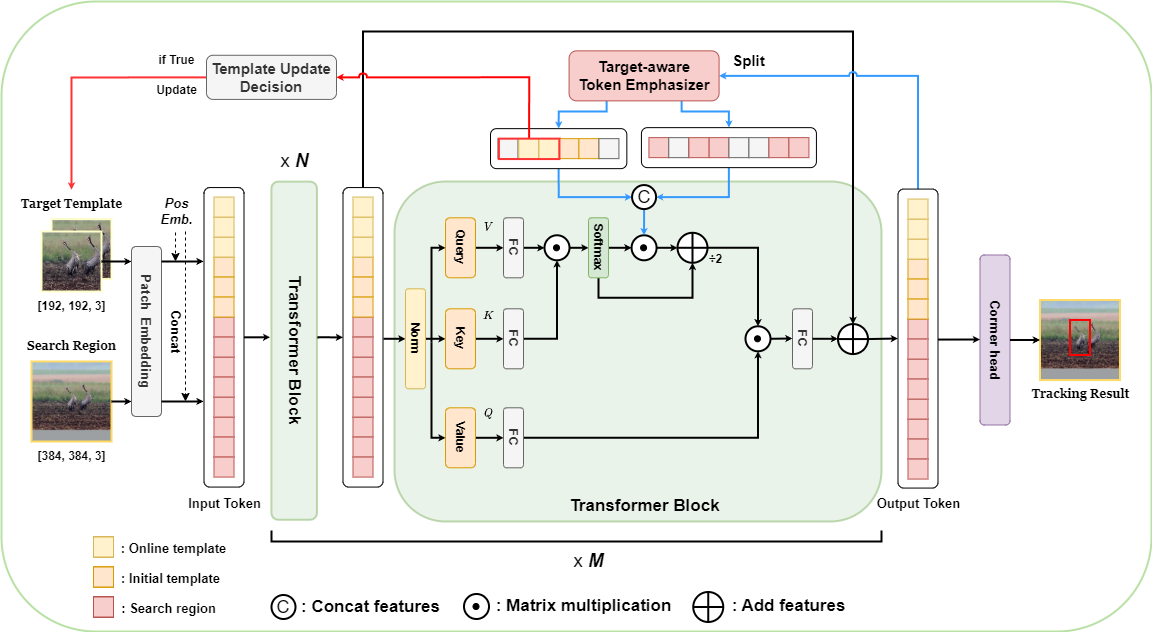 if True
Update
Template Update
Decision
Target-aware
Token Emphasizer
Split
x N
Target Template
Pos
Emb.
[192, 192, 3]
Search Region
[384, 384, 3]
Patch Embedding
Concat
Input Token
Transformer Block
Norm
Query
V
FC
Key
K
FC
Value
Q
FC
Softmax
C
÷2
FC
Transformer Block
Output Token
Cormer head
Tracking Result
x M
: Online template
: Initial template
: Search region
C : Concat features
: Matrix multiplication
: Add features